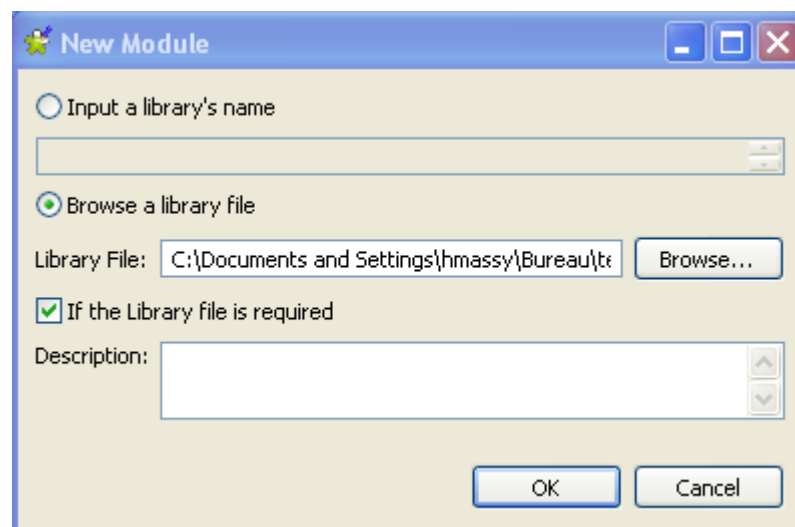 New Module
Input a library's name
Browse a library file
Library File: C:\Documents and Settings\hmassy\Bureau\te Browse...
If the Library file is required
Description:
OK Cancel